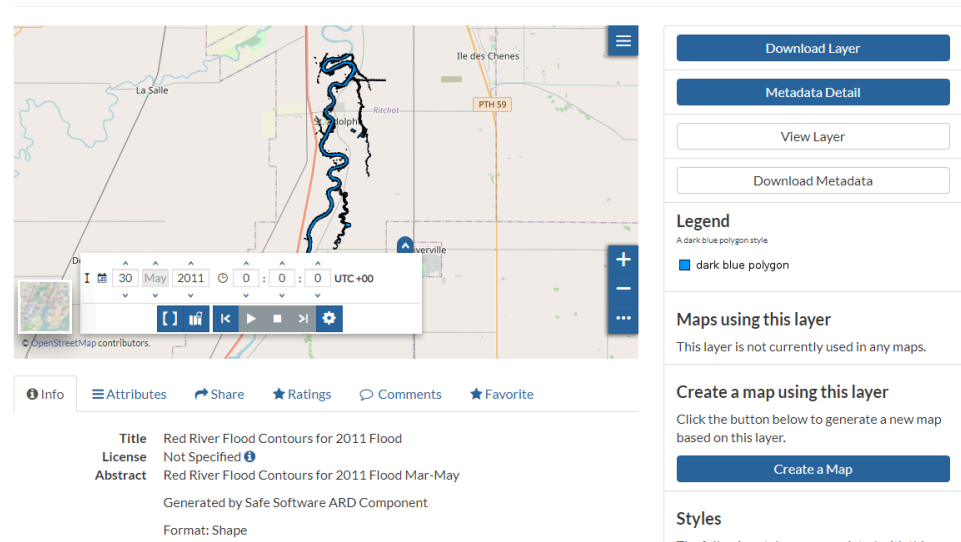 Ile des Chenes
La Salle
PTH 59
Ritchot
30 May 2011 0 : 0 : 0 UTC +00
© OpenStreetMap contributors.
Info Attributes Share Ratings Comments Favorite
Title Red River Flood Contours for 2011 Flood
License Not Specified
Abstract Red River Flood Contours for 2011 Flood Mar-May
Generated by Safe Software ARD Component
Format: Shape
Download Layer
Metadata Detail
View Layer
Download Metadata
Legend
A dark blue polygon style
dark blue polygon
Maps using this layer
This layer is not currently used in any maps.
Create a map using this layer
Click the button below to generate a new map
based on this layer.
Create a Map
Styles